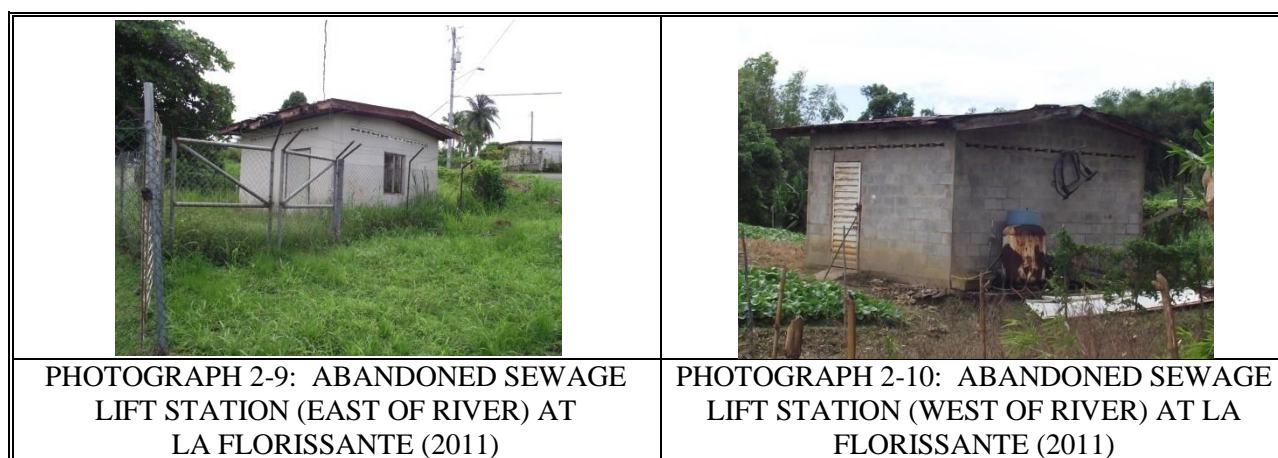 PHOTOGRAPH 2-9: ABANDONED SEWAGE
LIFT STATION (EAST OF RIVER) AT
LA FLORISSANTE (2011)
PHOTOGRAPH 2-10: ABANDONED SEWAGE
LIFT STATION (WEST OF RIVER) AT LA
FLORISSANTE (2011)